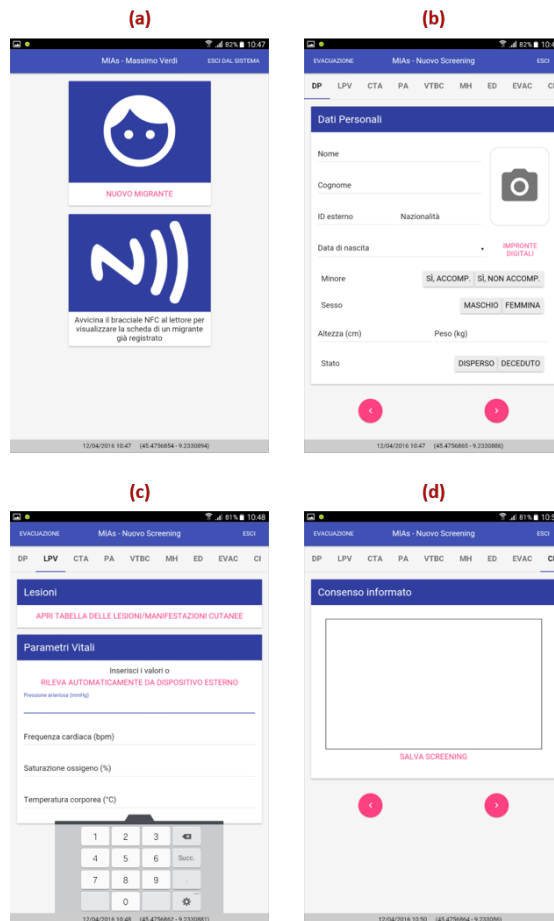 (a)
82% 10:47
MIAs - Massimo Verdi ESCI DAL SISTEMA
NUOVO MIGRANTE
Avvicina il bracciale NFC al lettore per
visualizzare la scheda di un migrante
già registrato
12/04/2016 10:47 (45.4756854 - 9.2330894)
(b)
82%
EVACUAZIONE MIAs - Nuovo Screening ESCI
DP LPV CTA PA VTBC MH ED EVAC
Dati Personali
Nome
Cognome
ID esterno Nazionalità
Data di nascita IMPRONTE
DIGITALI
Minore SÌ, ACCOMP. SÌ, NON ACCOMP.
Sesso MASCHIO FEMMINA
Altezza (cm) Peso (kg)
Stato DISPERSO DECEDUTO
12/04/2016 10:47 (45.4756865 - 9.2330886)
(c)
81% 10:48
EVACUAZIONE MIAs - Nuovo Screening ESCI
DP LPV CTA PA VTBC MH ED EVAC CI
Lesioni
APRI TABELLA DELLE LESIONI/MANIFESTAZIONI CUTANEE
Parametri Vitali
Inserisci i valori o
RILEVA AUTOMATICAMENTE DA DISPOSITIVO ESTERNO
Pressione arteriosa (mmHg)
Frequenza cardiaca (bpm)
Saturazione ossigeno (%)
Temperatura corporea (°C)
1 2 3
4 5 6 Succ.
7 8 9 .
0
12/04/2016 10:48 (45.4756862 - 9.2330881)
(d)
81%
EVACUAZIONE MIAs - Nuovo Screening ESCI
DP LPV CTA PA VTBC MH ED EVAC
Consenso informato
SALVA SCREENING
12/04/2016 10:50 (45.4756864 - 9.2330886)